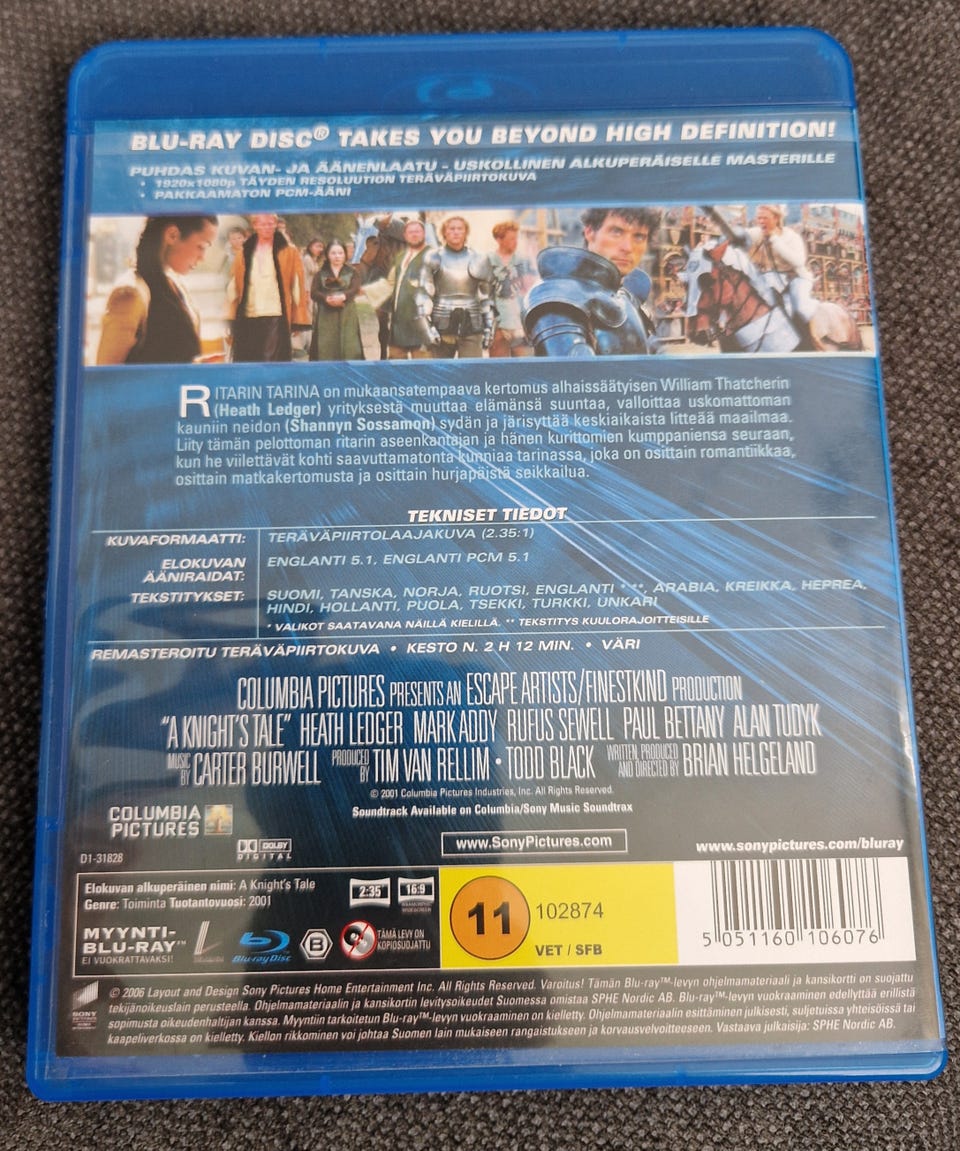 BLU-RAY DISC® TAKES YOU BEYOND HIGH DEFINITION!
PUHDAS KUVAN- JA ÄÄNENLAATU - USKOLLINEN ALKUPERÄISELLE MASTERILLE
• 1920x1080p TÄYDEN RESOLUUTION TERÄVÄPIIRTOKUVA
• PAKKAAMATON PCM-ÄÄNI
RITARIN TARINA on mukaansatempaava kertomus alhaissäätyisen William Thatcherin
(Heath Ledger) yrityksestä muuttaa elämänsä suuntaa, valloittaa uskomattoman
kauniin neidon (Shannyn Sossamon) sydän ja järisyttää keskiaikaista litteää maailmaa.
Liity tämän pelottoman ritarin aseenkantajan ja hänen kurittomien kumppaniensa seuraan,
kun he viilettävät kohti saavuttamatonta kunniaa tarinassa, joka on osittain romantiikkaa,
osittain matkakertomusta ja osittain hurjapäistä seikkailua.
TEKNISET TIEDOT
KUVAFORMAATTI: TERÄVÄPIIRTOLAAJAKUVA (2.35:1)
ELOKUVAN ÄÄNIRAIDAT: ENGLANTI 5.1, ENGLANTI PCM 5.1
TEKSTITYKSET: SUOMI, TANSKA, NORJA, RUOTSI, ENGLANTI * **, ARABIA, KREIKKA, HEPREA,
HINDI, HOLLANTI, PUOLA, TSEKKI, TURKKI, UNKARI
* VALIKOT SAATAVANA NÄILLÄ KIELILLÄ. ** TEKSTITYS KUULORAJOITTEISILLE
REMASTEROITU TERÄVÄPIIRTOKUVA • KESTO N. 2 H 12 MIN. • VÄRI
COLUMBIA PICTURES PRESENTS AN ESCAPE ARTISTS/FINESTKIND PRODUCTION
"A KNIGHT'S TALE" HEATH LEDGER MARK ADDY RUFUS SEWELL PAUL BETTANY ALAN TUDYK
MUSIC BY CARTER BURWELL PRODUCED BY TIM VAN RELLIM • TODD BLACK WRITTEN, PRODUCED AND DIRECTED BY BRIAN HELGELAND
© 2001 Columbia Pictures Industries, Inc. All Rights Reserved.
Soundtrack Available on Columbia/Sony Music Soundtrax
COLUMBIA
PICTURES
DOLBY
DIGITAL
www.SonyPictures.com
www.sonypictures.com/bluray
D1-31828
Elokuvan alkuperäinen nimi: A Knight's Tale
Genre: Toiminta Tuotantovuosi: 2001
2:35
16:9
MYYNTI-
BLU-RAY™
EI VUOKRATTAVAKSI!
L
Blu-ray Disc
B
TÄMÄ LEVY ON
KOPIOSUOJATTU
11
102874
VET / SFB
5 051160 106076
SONY
© 2006 Layout and Design Sony Pictures Home Entertainment Inc. All Rights Reserved. Varoitus! Tämän Blu-ray™-levyn ohjelmamateriaali ja kansikortti on suojattu
tekijänoikeuslain perusteella. Ohjelmamateriaalin ja kansikortin levitysoikeudet Suomessa omistaa SPHE Nordic AB. Blu-ray™-levyn vuokraaminen edellyttää erillistä
sopimusta oikeudenhaltijan kanssa. Myyntiin tarkoitetun Blu-ray™-levyn vuokraaminen on kielletty. Ohjelmamateriaalin esittäminen julkisesti, suljetuissa yhteisöissä tai
kaapeliverkossa on kielletty. Kiellon rikkominen voi johtaa Suomen lain mukaiseen rangaistukseen ja korvausvelvoitteeseen. Vastaava julkaisija: SPHE Nordic AB.